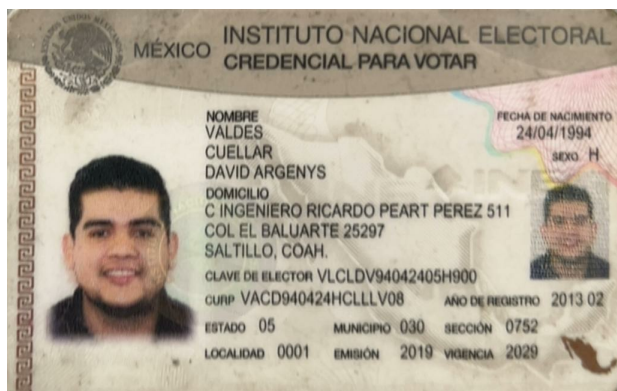 MÉXICO INSTITUTO NACIONAL ELECTORAL
CREDENCIAL PARA VOTAR
NOMBRE
VALDES
CUELLAR
DAVID ARGENYS
FECHA DE NACIMIENTO
24/04/1994
SEXO H
DOMICILIO
C INGENIERO RICARDO PEART PEREZ 511
COL EL BALUARTE 25297
SALTILLO, COAH.
CLAVE DE ELECTOR VLCLDV94042405H900
CURP VACD940424HCLLLV08 AÑO DE REGISTRO 2013 02
ESTADO 05 MUNICIPIO 030 SECCIÓN 0752
LOCALIDAD 0001 EMISIÓN 2019 VIGENCIA 2029